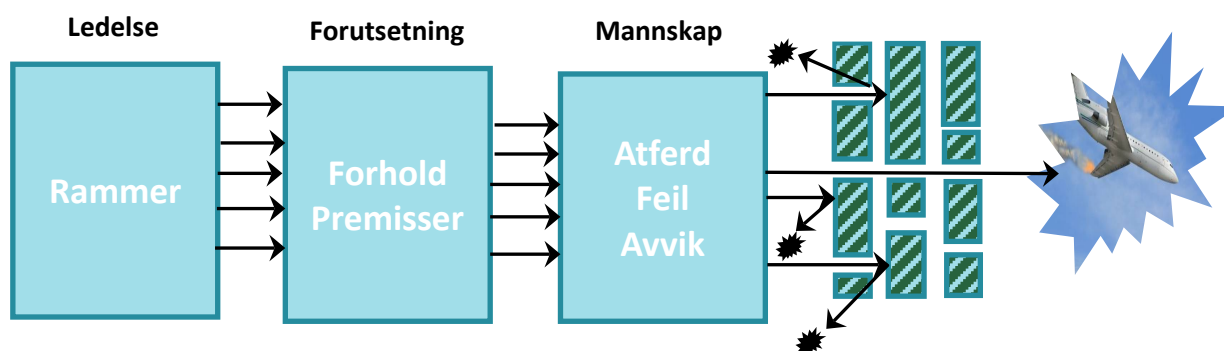 Ledelse
Forutsetning
Mannskap
Rammer
Forhold
Premisser
Atferd
Feil
Avvik